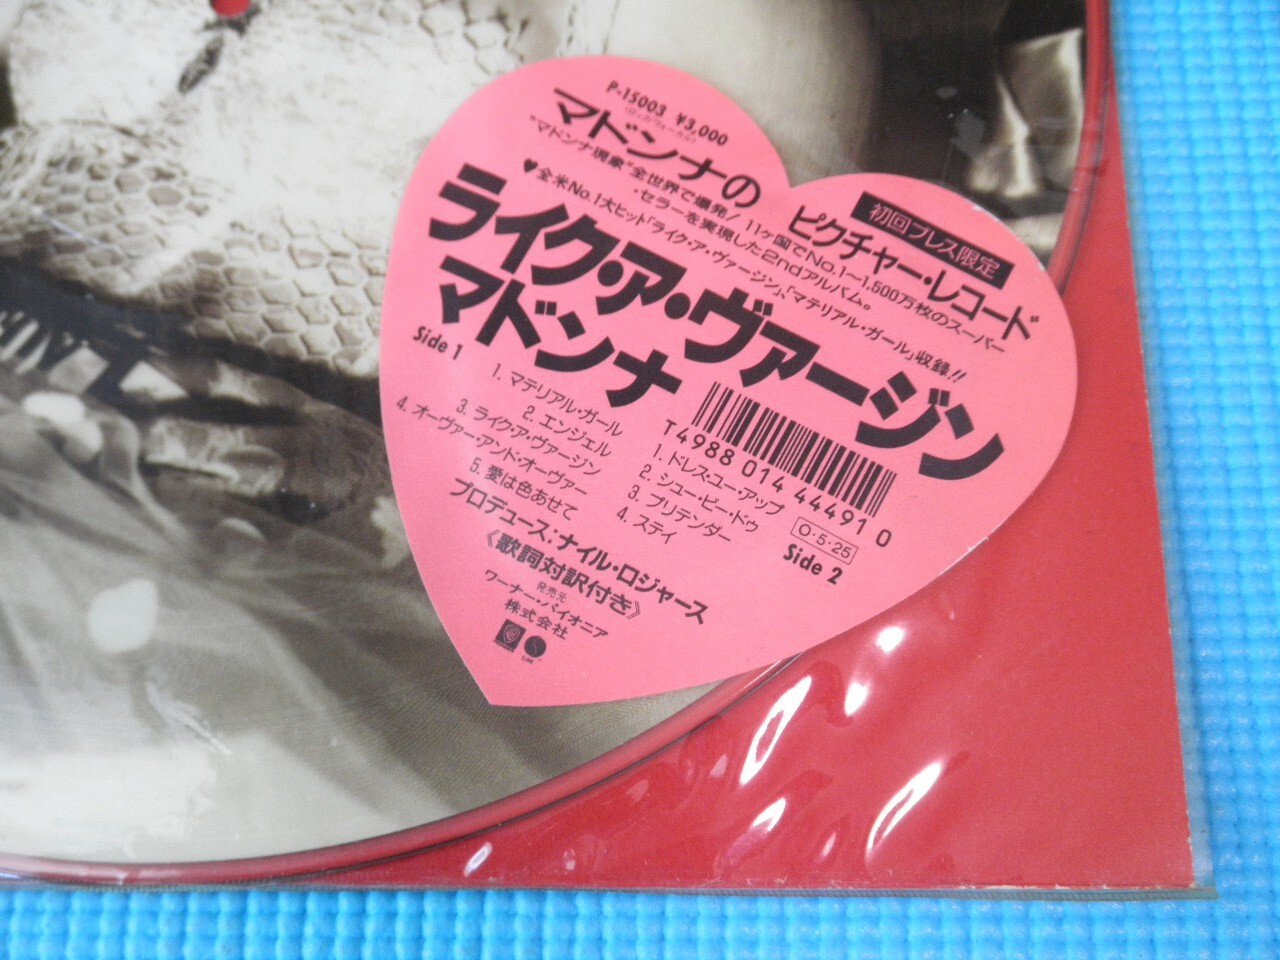 P-15003 ¥3,000
マドンナの
ピクチャー・レコード
初回プレス限定
"マドンナ現象"全世界で爆発! 11ケ国でNo.1〜1,500万枚のスーパー
・セラーを実現した2ndアルバム。
♥全米No.1大ヒット「ライク・ア・ヴァージン」、「マテリアル・ガール」収録!!
ライク・ア・ヴァージン
マドンナ
Side 1
1. マテリアル・ガール
2. エンジェル
3. ライク・ア・ヴァージン
4. オーヴァー・アンド・オーヴァー
5. 愛は色あせて
T4988 014 444910
1. ドレス・ユー・アップ
2. シュー・ビー・ドゥ
3. プリテンダー
4. ステイ
O・5・25
Side 2
プロデュース:ナイル・ロジャース
《歌詞対訳付き》
発売元
ワーナー・パイオニア
株式会社